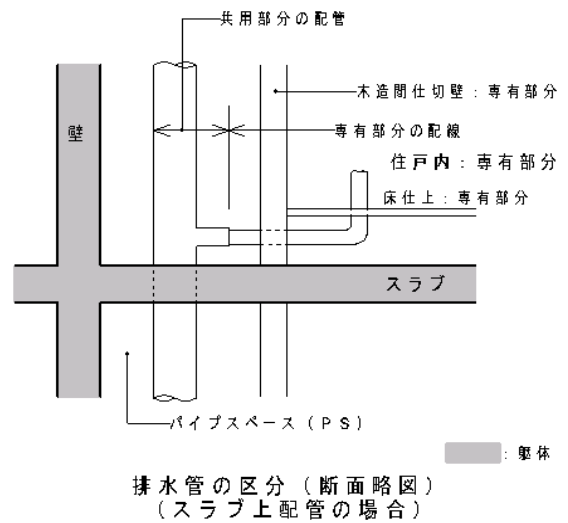 共用部分の配管
木造間仕切壁：専有部分
壁
専有部分の配線
住戸内：専有部分
床仕上：専有部分
スラブ
パイプスペース（ＰＳ）
：躯体
排水管の区分（断面略図）
（スラブ上配管の場合）